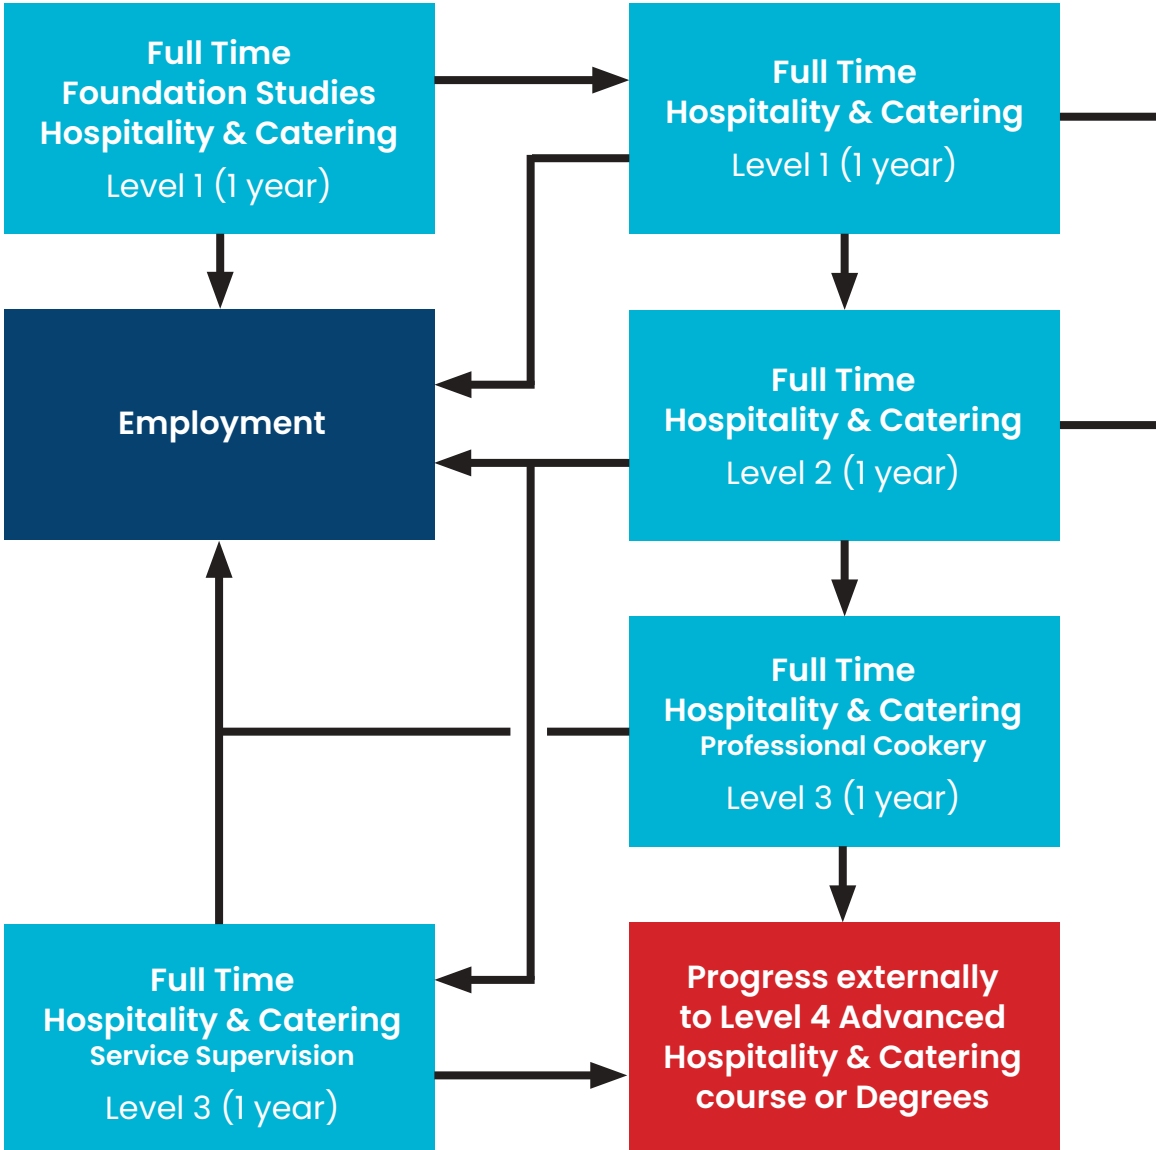 Full Time
Foundation Studies
Hospitality & Catering
Level 1 (1 year)
Full Time
Hospitality & Catering
Level 1 (1 year)
Employment
Full Time
Hospitality & Catering
Level 2 (1 year)
Full Time
Hospitality & Catering
Professional Cookery
Level 3 (1 year)
Full Time
Hospitality & Catering
Service Supervision
Level 3 (1 year)
Progress externally
to Level 4 Advanced
Hospitality & Catering
course or Degrees